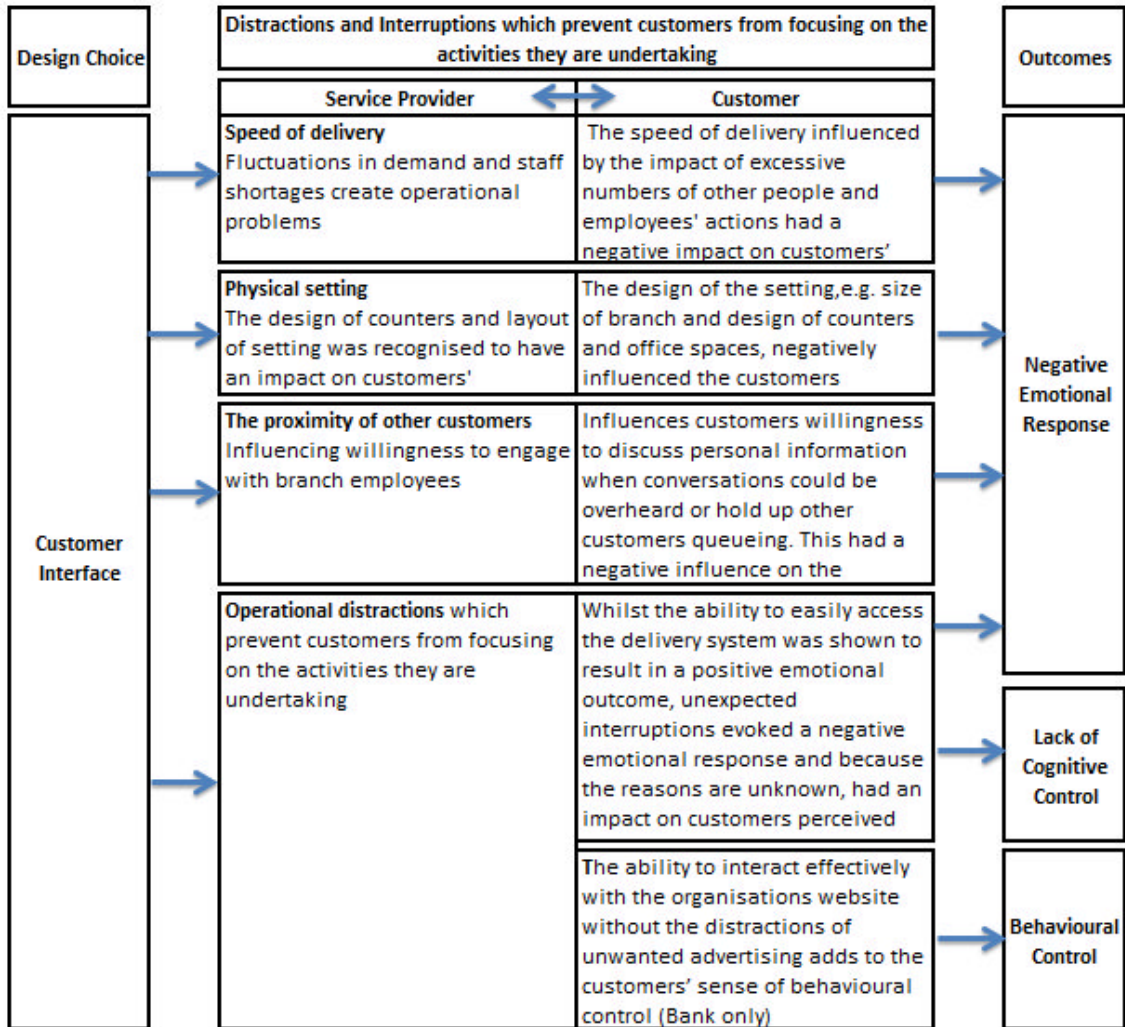 Design Choice
Distractions and Interruptions which prevent customers from focusing on the
activities they are undertaking
Outcomes
Service Provider
Customer
Customer
Interface
Speed of delivery
Fluctuations in demand and staff
shortages create operational
problems
The speed of delivery influenced
by the impact of excessive
numbers of other people and
employees' actions had a
negative impact on customers’
Physical setting
The design of counters and layout
of setting was recognised to have
an impact on customers'
The design of the setting,e.g. size
of branch and design of counters
and office spaces, negatively
influenced the customers
The proximity of other customers
Influencing willingness to engage
with branch employees
Influences customers willingness
to discuss personal information
when conversations could be
overheard or hold up other
customers queueing. This had a
negative influence on the
Negative
Emotional
Response
Operational distractions which
prevent customers from focusing
on the activities they are
undertaking
Whilst the ability to easily access
the delivery system was shown to
result in a positive emotional
outcome, unexpected
interruptions evoked a negative
emotional response and because
the reasons are unknown, had an
impact on customers perceived
Lack of
Cognitive
Control
The ability to interact effectively
with the organisations website
without the distractions of
unwanted advertising adds to the
customers’ sense of behavioural
control (Bank only)
Behavioural
Control